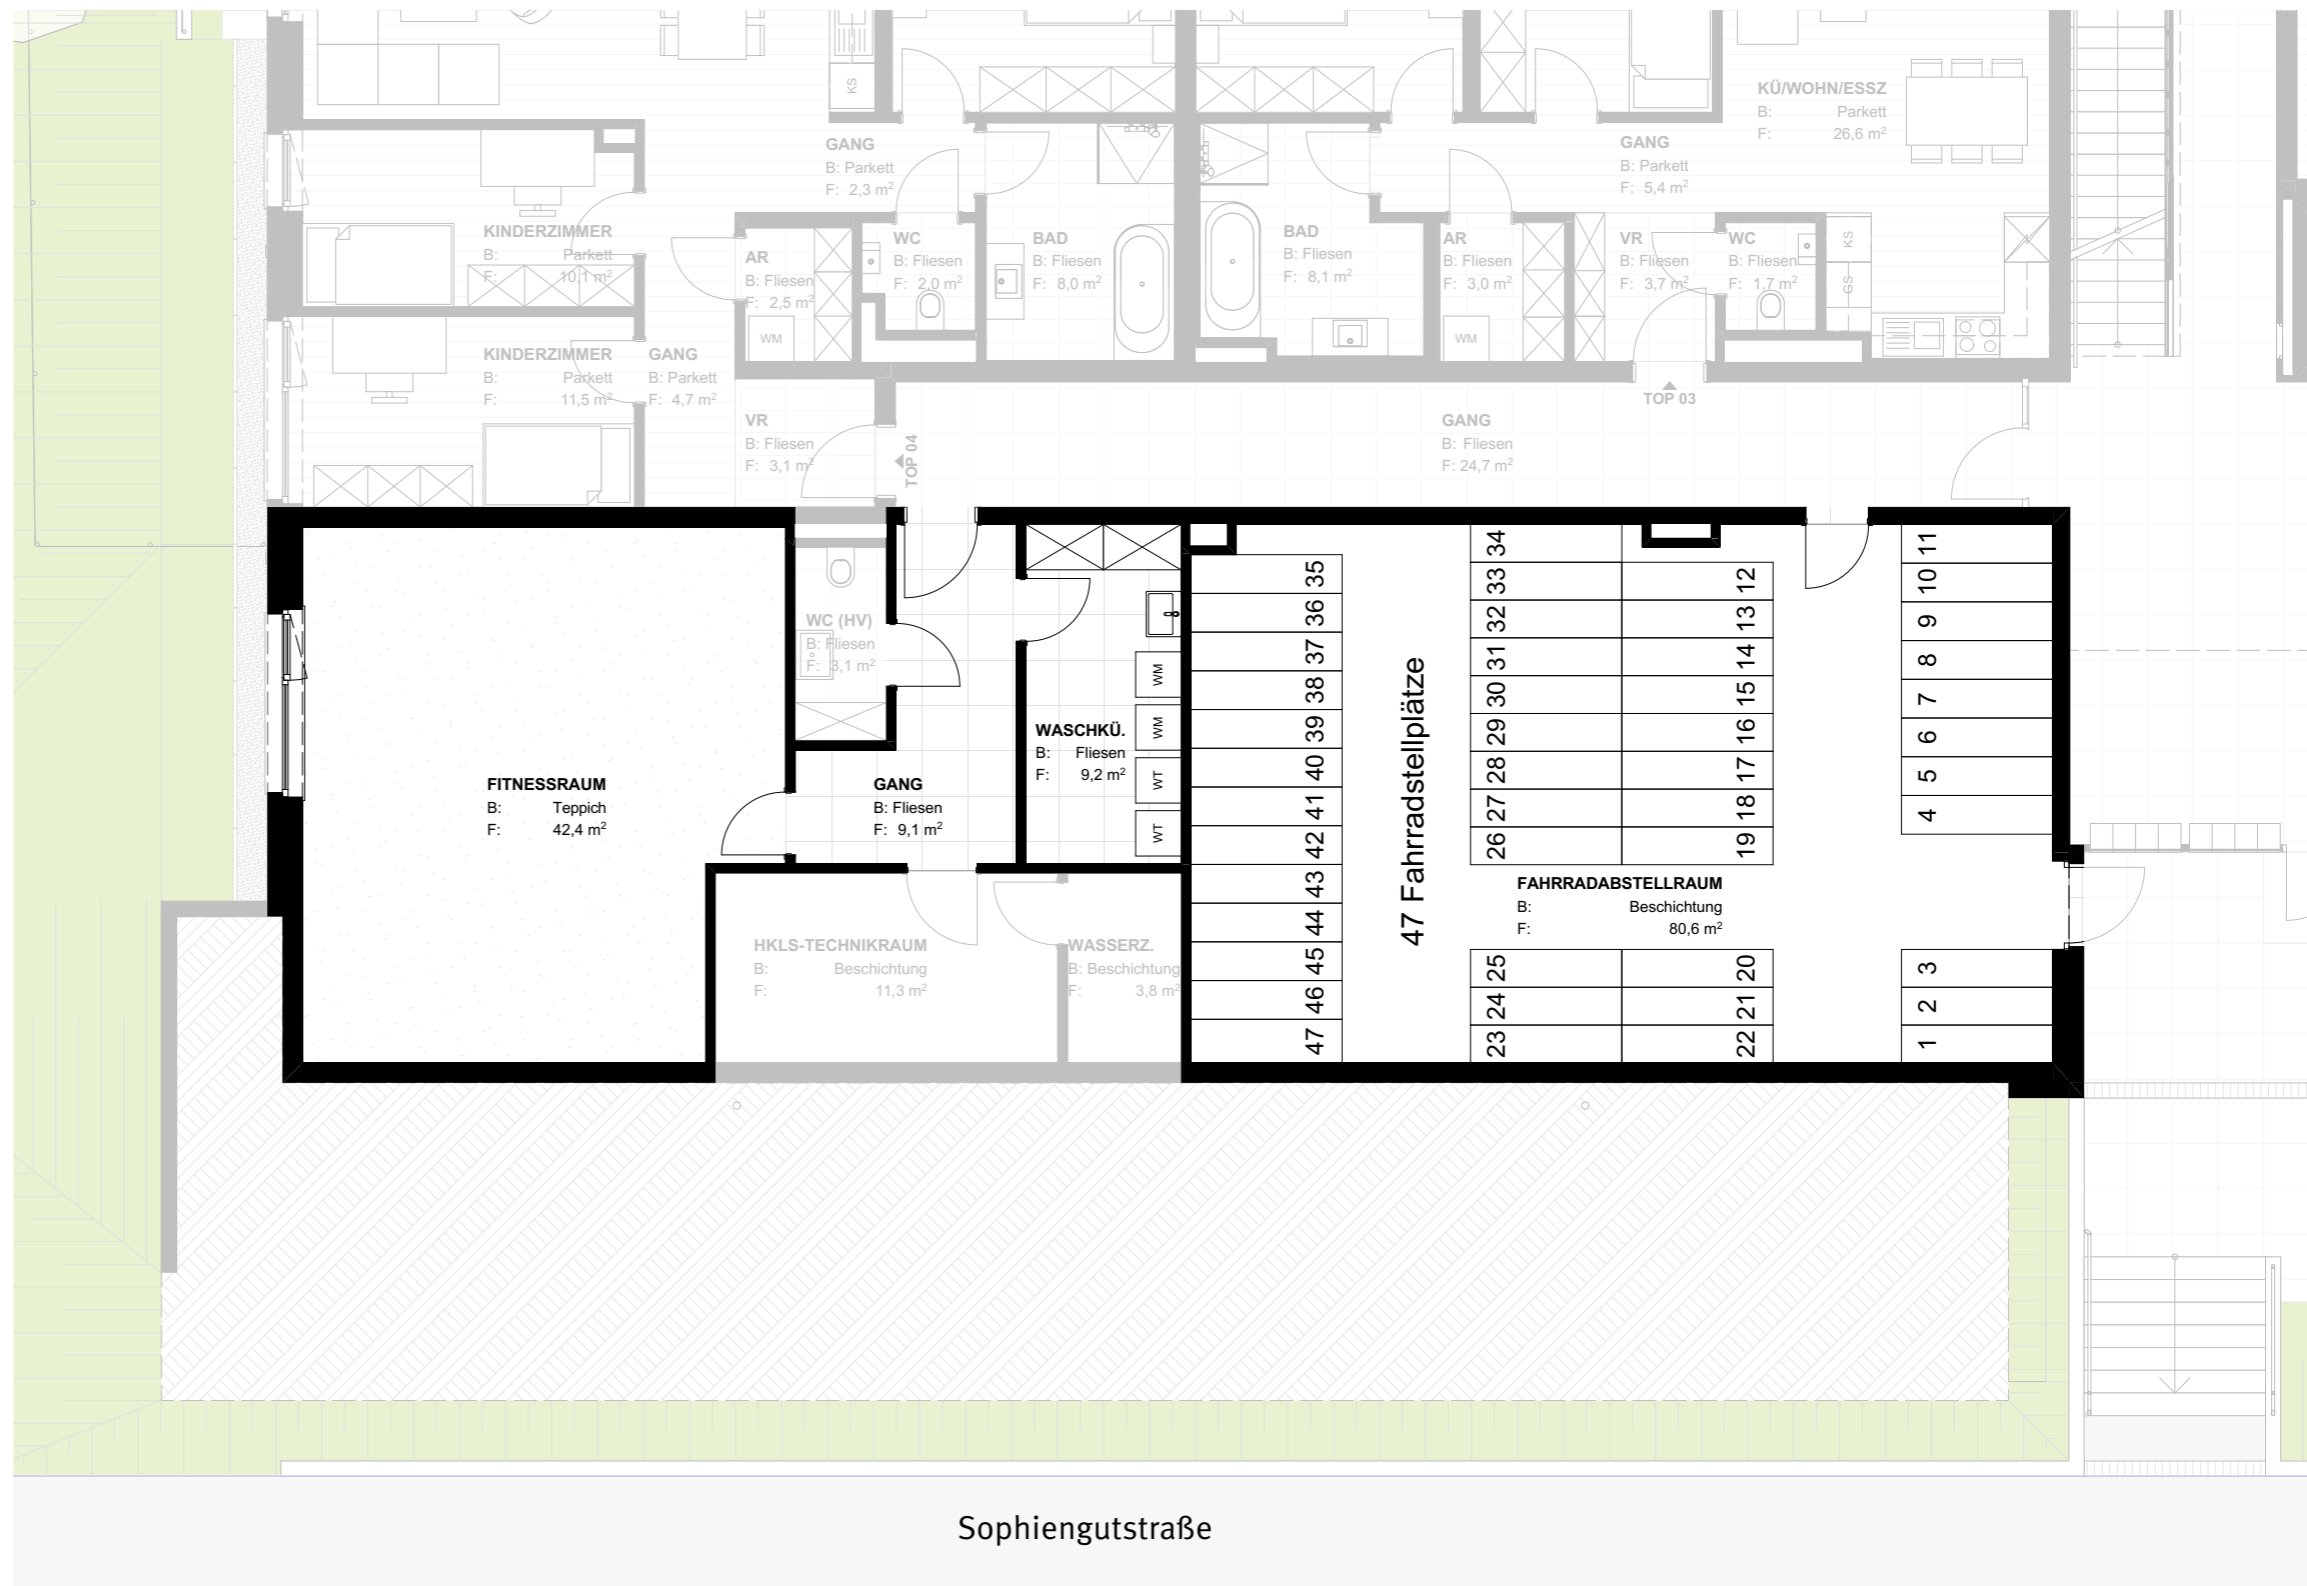 KS
KÜ/WOHN/ESSZ
B: Parkett
F: 26,6 m²
GANG
B: Parkett
F: 2,3 m²
GANG
B: Parkett
F: 5,4 m²
KINDERZIMMER
B: Parkett
F: 10,1 m²
AR
B: Fliesen
F: 2,5 m²
WM
WC
B: Fliesen
F: 2,0 m²
BAD
B: Fliesen
F: 8,0 m²
BAD
B: Fliesen
F: 8,1 m²
AR
B: Fliesen
F: 3,0 m²
WM
VR
B: Fliesen
F: 3,7 m²
WC
B: Fliesen
F: 1,7 m²
KS
GS
KINDERZIMMER
B: Parkett
F: 11,5 m²
GANG
B: Parkett
F: 4,7 m²
VR
B: Fliesen
F: 3,1 m²
TOP 04
GANG
B: Fliesen
F: 24,7 m²
TOP 03
FITNESSRAUM
B: Teppich
F: 42,4 m²
WC (HV)
B: Fliesen
F: 3,1 m²
GANG
B: Fliesen
F: 9,1 m²
WASCHKÜ.
B: Fliesen
F: 9,2 m²
WM
WM
WT
WT
HKLS-TECHNIKRAUM
B: Beschichtung
F: 11,3 m²
WASSERZ.
B: Beschichtung
F: 3,8 m²
35
36
37
38
39
40
41
42
43
44
45
46
47
47 Fahrradstellplätze
34
33
32
31
30
29
28
27
26
25
24
23
12
13
14
15
16
17
18
19
20
21
22
FAHRRADABSTELLRAUM
B: Beschichtung
F: 80,6 m²
11
10
9
8
7
6
5
4
3
2
1
Sophiengutstraße